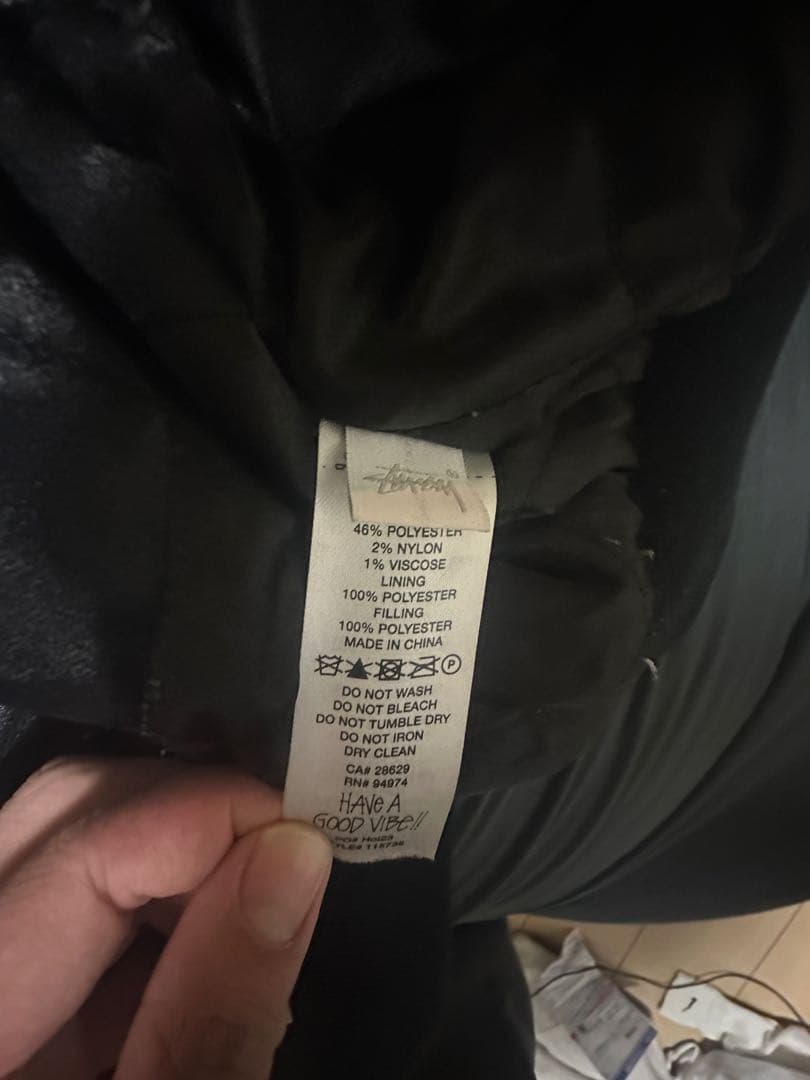 Stüssy
46% POLYESTER
2% NYLON
1% VISCOSE
LINING
100% POLYESTER
FILLING
100% POLYESTER
MADE IN CHINA
P
DO NOT WASH
DO NOT BLEACH
DO NOT TUMBLE DRY
DO NOT IRON
DRY CLEAN
CA# 28629
RN# 94974
HAVE A
GOOD VIBE!!